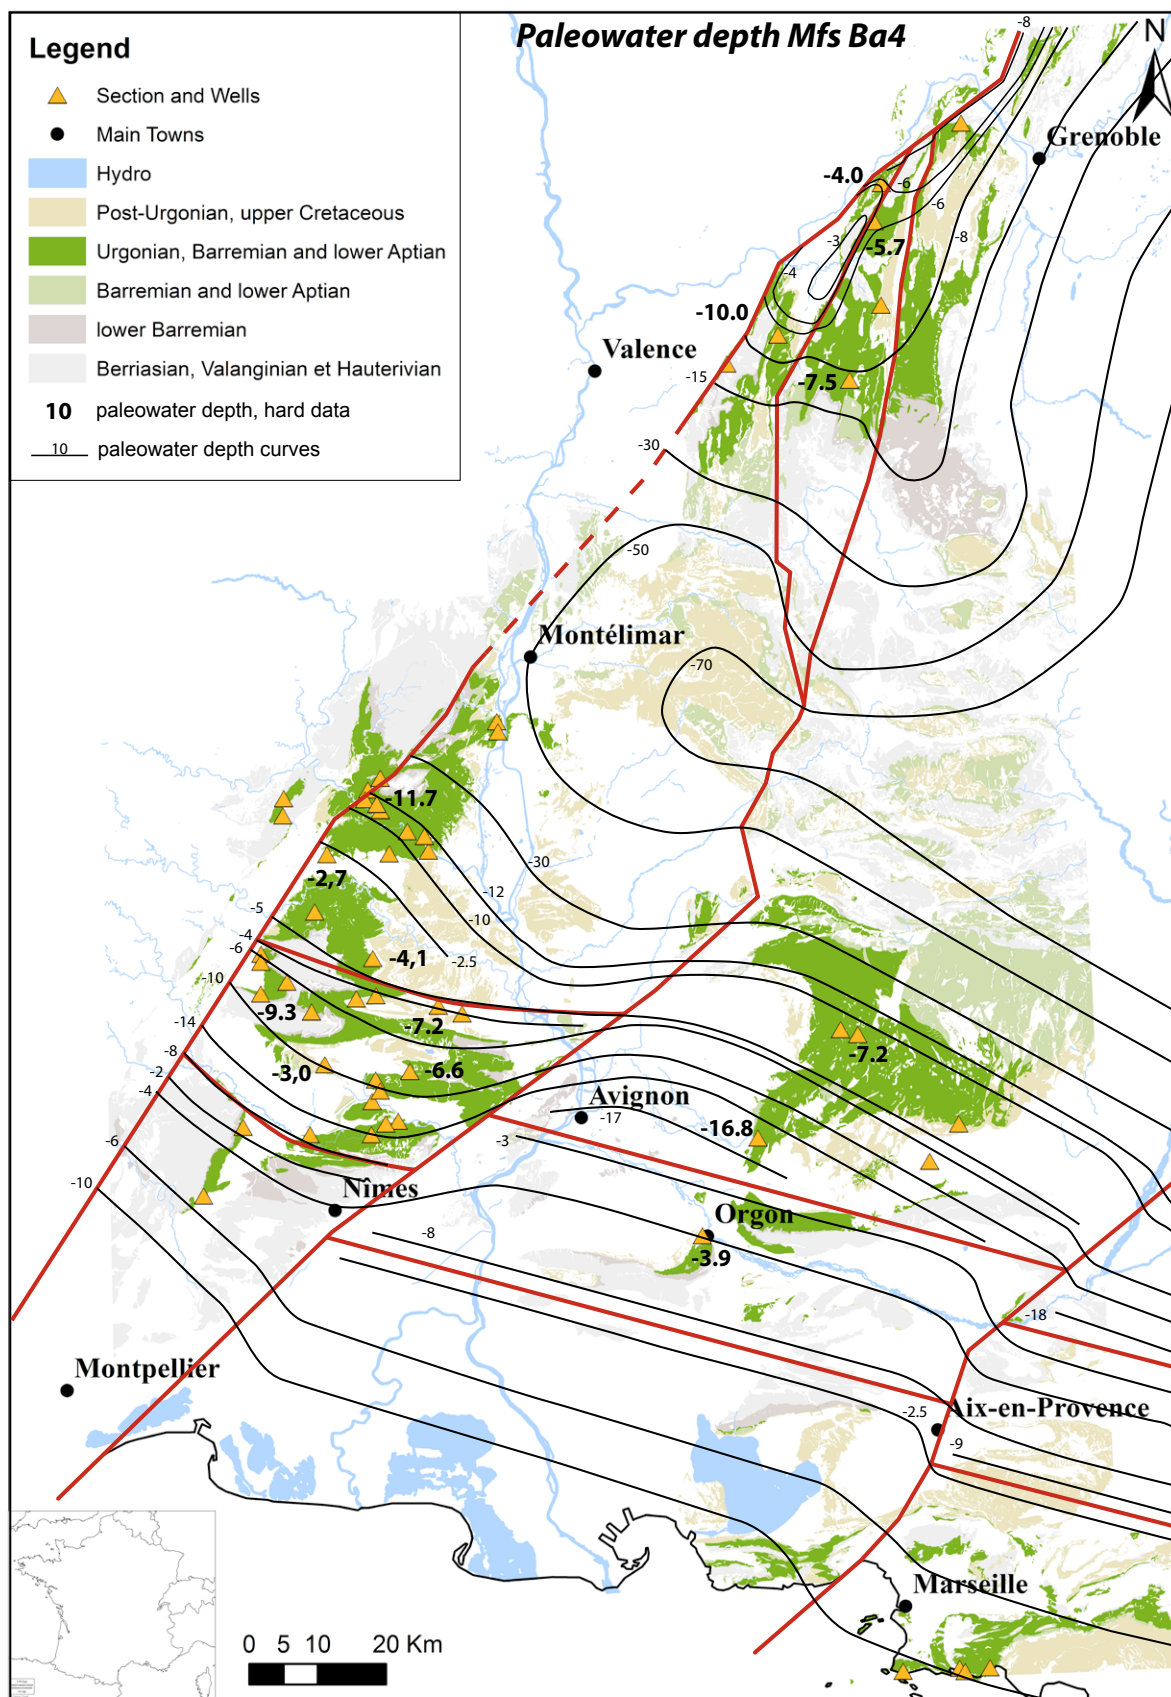 Paleowater depth Mfs Ba4
Legend
Section and Wells
Main Towns
Hydro
Post-Urgonian, upper Cretaceous
Urgonian, Barremian and lower Aptian
Barremian and lower Aptian
lower Barremian
Berriasian, Valanginian et Hauterivian
10 paleowater depth, hard data
10 paleowater depth curves
-8
N
Grenoble
-4.0
-6
-6
-5.7
-3
-8
-4
-10.0
Valence
-15
-7.5
-30
-50
Montélimar
-70
-11.7
-30
-2,7
-12
-5
-10
-4
-6
-4,1
-2.5
-10
-9.3
-14
-7.2
-7.2
-8
-3,0
-6.6
-2
-4
Avignon
-17
-16.8
-6
-3
-10
Nîmes
Orgon
-8
-3.9
-18
Montpellier
-2.5
Aix-en-Provence
-9
Marseille
0 5 10 20 Km